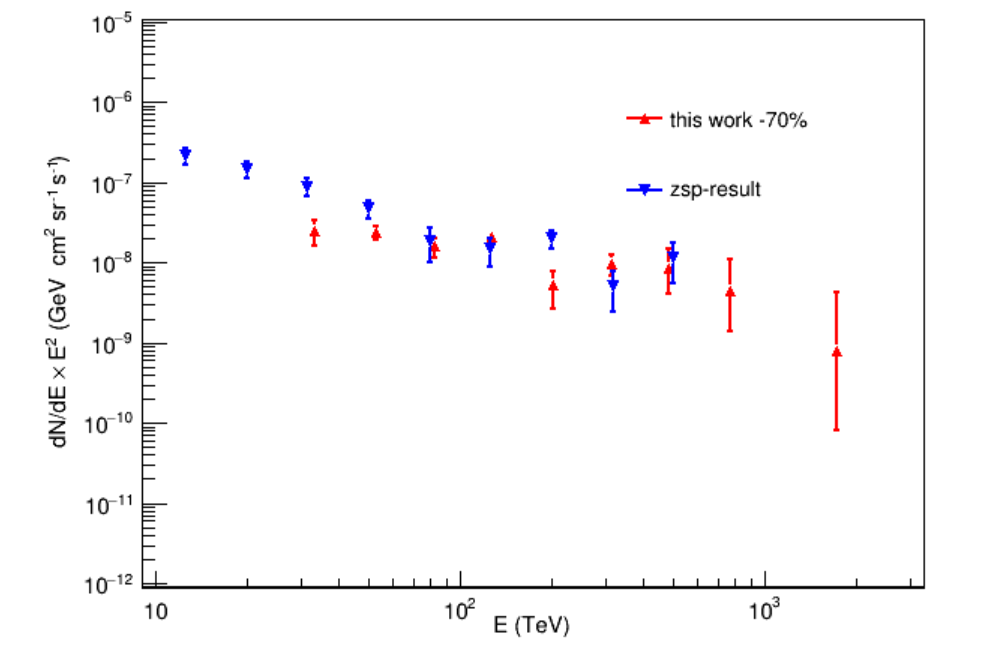 10⁻⁵
10⁻⁶
10⁻⁷
10⁻⁸
10⁻⁹
10⁻¹⁰
10⁻¹¹
10⁻¹²
dN/dE × E² (GeV cm² sr⁻¹ s⁻¹)
this work -70%
zsp-result
10
10²
10³
E (TeV)